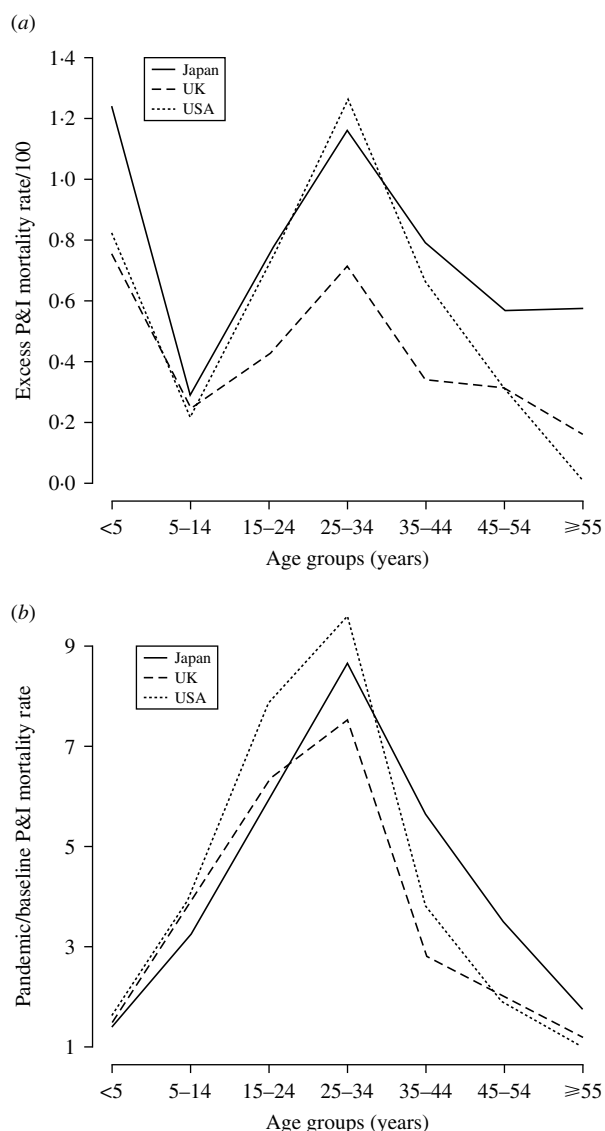 (a)
1·4
1·2
1·0
0·8
0·6
0·4
0·2
0·0
Excess P&I mortality rate/100
Japan
UK
USA
<5 5–14 15–24 25–34 35–44 45–54 ⩾55
Age groups (years)
(b)
9
7
5
3
1
Pandemic/baseline P&I mortality rate
Japan
UK
USA
<5 5–14 15–24 25–34 35–44 45–54 ⩾55
Age groups (years)